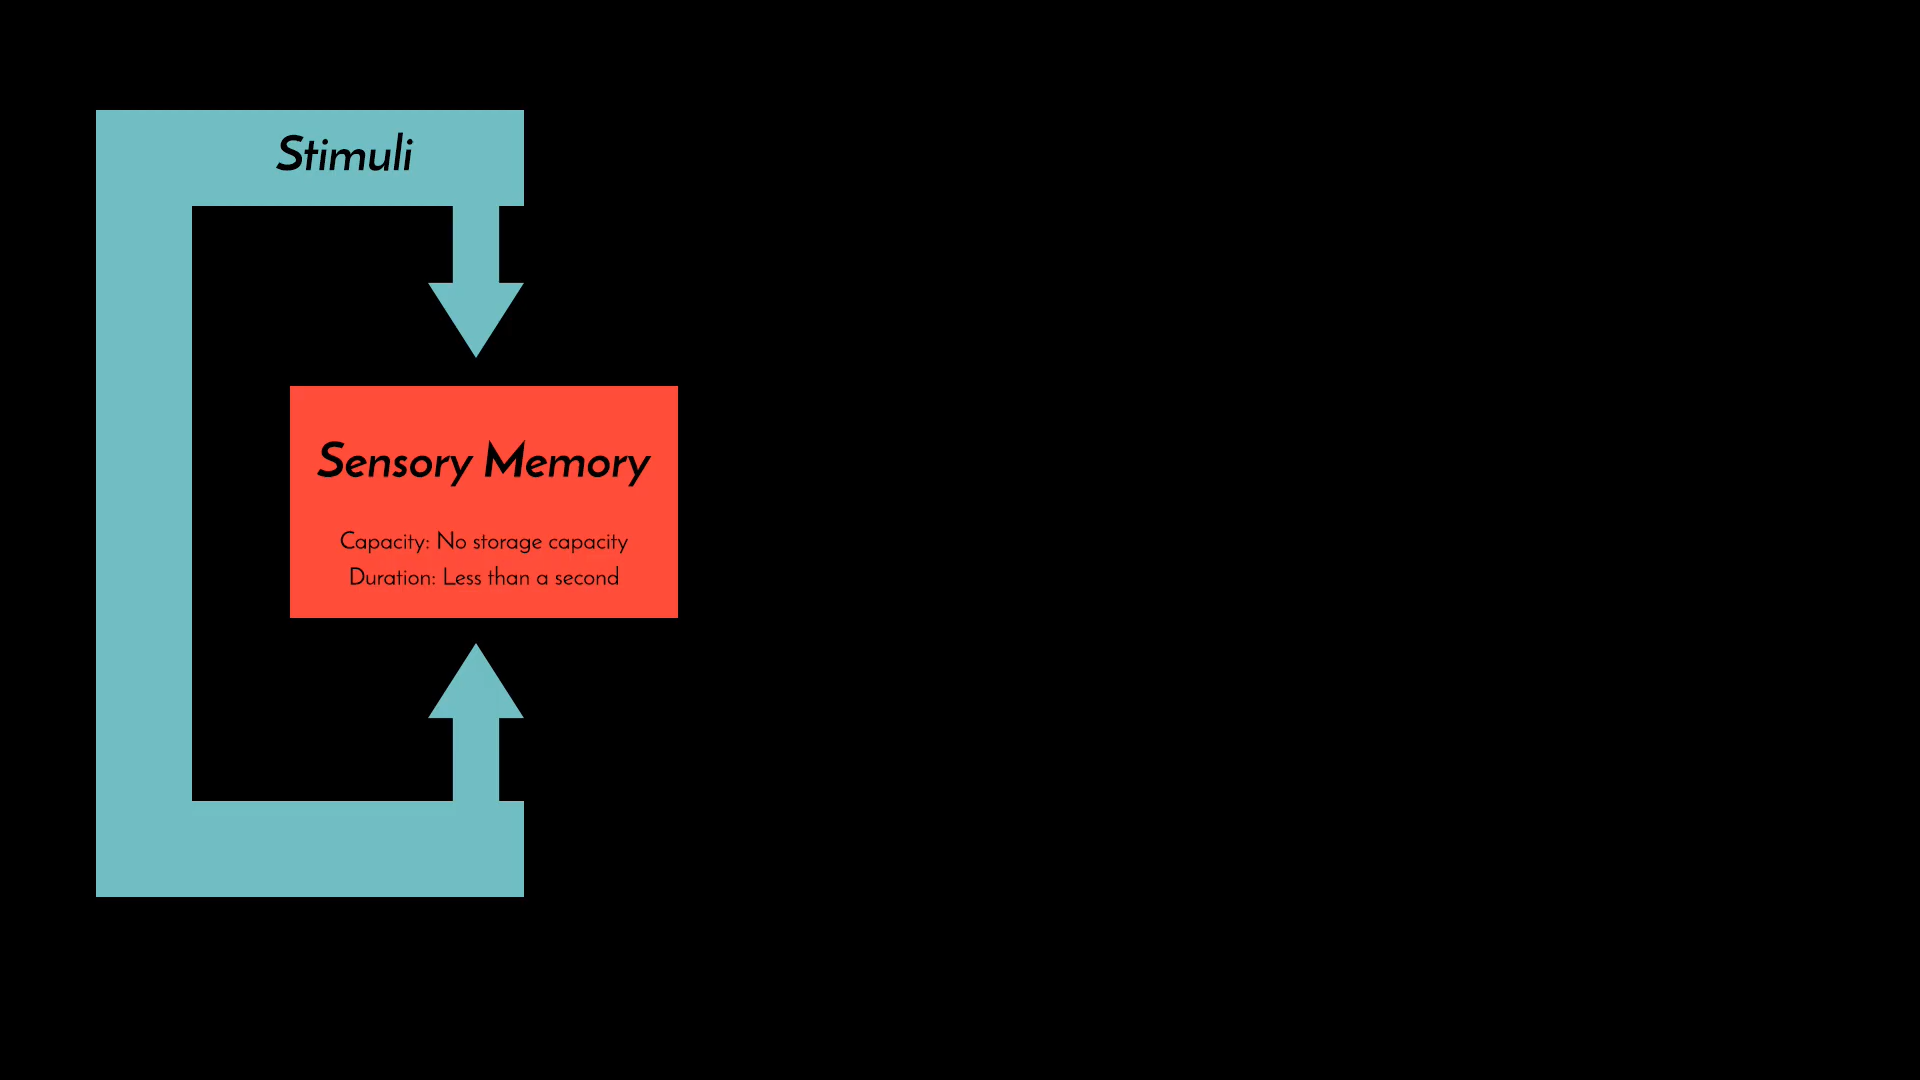 Stimuli
Sensory Memory
Capacity: No storage capacity
Duration: Less than a second